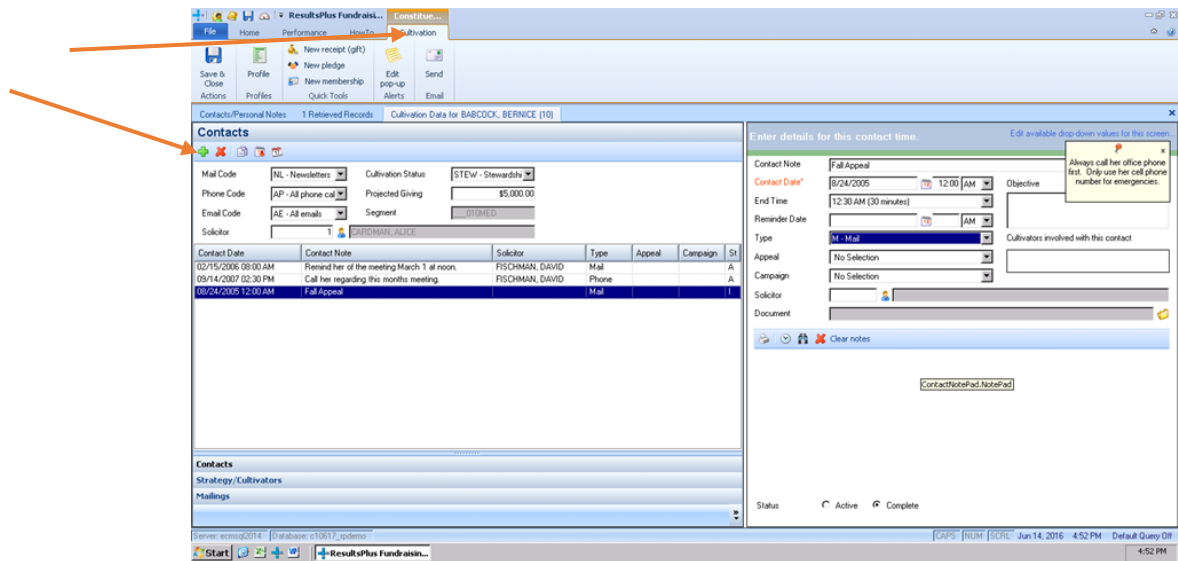 ResultsPlus Fundraisi... Constitue...
File Home Performance HowTo Cultivation
Save & Close
Profile
New receipt (gift)
New pledge
New membership
Edit pop-up
Send
Actions Profiles Quick Tools Alerts Email
Contacts/Personal Notes 1 Retrieved Records Cultivation Data for BABCOCK, BERNICE (10)
Contacts
Mail Code NL - Newsletters Cultivation Status STEW - Stewardshi
Phone Code AP - All phone cal Projected Giving $5,000.00
Email Code AE - All emails Segment 010MED
Solicitor 1 CARDMAN, ALICE
Contact Date Contact Note Solicitor Type Appeal Campaign St
02/15/2006 08:00 AM Remind her of the meeting March 1 at noon. FISCHMAN, DAVID Mail A
09/14/2007 02:30 PM Call her regarding this months meeting. FISCHMAN, DAVID Phone A
08/24/2005 12:00 AM Fall Appeal Mail I
Contacts
Strategy/Cultivators
Mailings
Enter details for this contact time. Edit available drop-down values for this screen...
Always call her office phone
first. Only use her cell phone
number for emergencies.
Contact Note Fall Appeal
Contact Date* 8/24/2005 12:00 AM Objective
End Time 12:30 AM (30 minutes)
Reminder Date AM
Type M - Mail Cultivators involved with this contact
Appeal No Selection
Campaign No Selection
Solicitor
Document
Clear notes
ContactNotePad.NotePad
Status Active Complete
Server: ecmsql2014 Database: c10617_rpdemo CAPS NUM SCRL Jun 14, 2016 4:52 PM Default Query Off
Start ResultsPlus Fundraisin... 4:52 PM